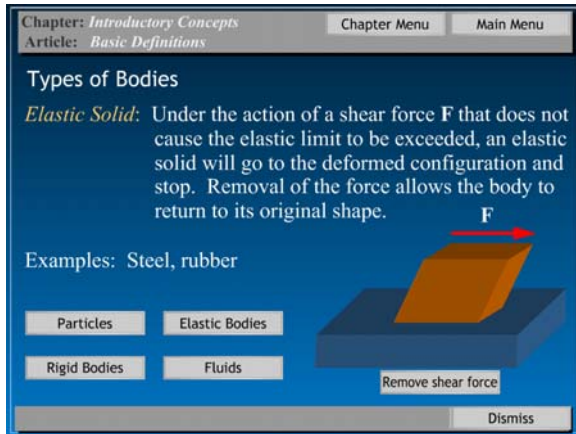 Chapter: Introductory Concepts
Chapter Menu
Main Menu
Article: Basic Definitions
Types of Bodies
Elastic Solid: Under the action of a shear force F that does not
cause the elastic limit to be exceeded, an elastic
solid will go to the deformed configuration and
stop. Removal of the force allows the body to
return to its original shape.
F
Examples: Steel, rubber
Particles
Elastic Bodies
Rigid Bodies
Fluids
Remove shear force
Dismiss